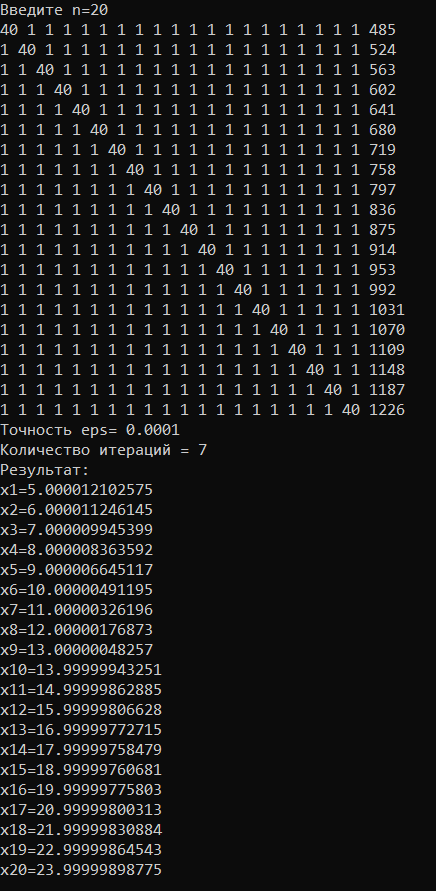 Введите n=20
40 1 1 1 1 1 1 1 1 1 1 1 1 1 1 1 1 1 1 1 485
1 40 1 1 1 1 1 1 1 1 1 1 1 1 1 1 1 1 1 1 524
1 1 40 1 1 1 1 1 1 1 1 1 1 1 1 1 1 1 1 1 563
1 1 1 40 1 1 1 1 1 1 1 1 1 1 1 1 1 1 1 1 602
1 1 1 1 40 1 1 1 1 1 1 1 1 1 1 1 1 1 1 1 641
1 1 1 1 1 40 1 1 1 1 1 1 1 1 1 1 1 1 1 1 680
1 1 1 1 1 1 40 1 1 1 1 1 1 1 1 1 1 1 1 1 719
1 1 1 1 1 1 1 40 1 1 1 1 1 1 1 1 1 1 1 1 758
1 1 1 1 1 1 1 1 40 1 1 1 1 1 1 1 1 1 1 1 797
1 1 1 1 1 1 1 1 1 40 1 1 1 1 1 1 1 1 1 1 836
1 1 1 1 1 1 1 1 1 1 40 1 1 1 1 1 1 1 1 1 875
1 1 1 1 1 1 1 1 1 1 1 40 1 1 1 1 1 1 1 1 914
1 1 1 1 1 1 1 1 1 1 1 1 40 1 1 1 1 1 1 1 953
1 1 1 1 1 1 1 1 1 1 1 1 1 40 1 1 1 1 1 1 992
1 1 1 1 1 1 1 1 1 1 1 1 1 1 40 1 1 1 1 1 1031
1 1 1 1 1 1 1 1 1 1 1 1 1 1 1 40 1 1 1 1 1070
1 1 1 1 1 1 1 1 1 1 1 1 1 1 1 1 40 1 1 1 1109
1 1 1 1 1 1 1 1 1 1 1 1 1 1 1 1 1 40 1 1 1148
1 1 1 1 1 1 1 1 1 1 1 1 1 1 1 1 1 1 40 1 1187
1 1 1 1 1 1 1 1 1 1 1 1 1 1 1 1 1 1 1 40 1226
Точность eps= 0.0001
Количество итераций = 7
Результат:
x1=5.000012102575
x2=6.000011246145
x3=7.000009945399
x4=8.000008363592
x5=9.000006645117
x6=10.00000491195
x7=11.00000326196
x8=12.00000176873
x9=13.00000048257
x10=13.99999943251
x11=14.99999862885
x12=15.99999806628
x13=16.99999772715
x14=17.99999758479
x15=18.99999760681
x16=19.99999775803
x17=20.99999800313
x18=21.99999830884
x19=22.99999864543
x20=23.99999898775